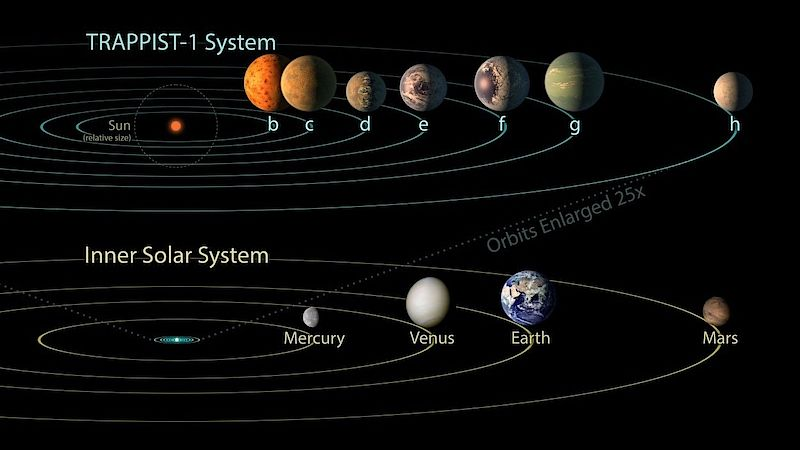 TRAPPIST-1 System
Sun
(relative size)
b c d e f g h
Orbits Enlarged 25x
Inner Solar System
Mercury Venus Earth Mars